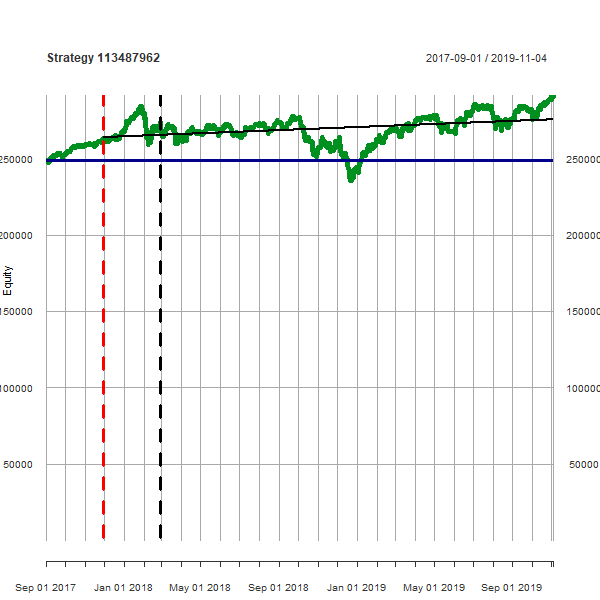 Strategy 113487962
2017-09-01 / 2019-11-04
250000
250000
200000
200000
Equity
150000
150000
100000
100000
50000
50000
Sep 01 2017
Jan 01 2018
May 01 2018
Sep 01 2018
Jan 01 2019
May 01 2019
Sep 01 2019